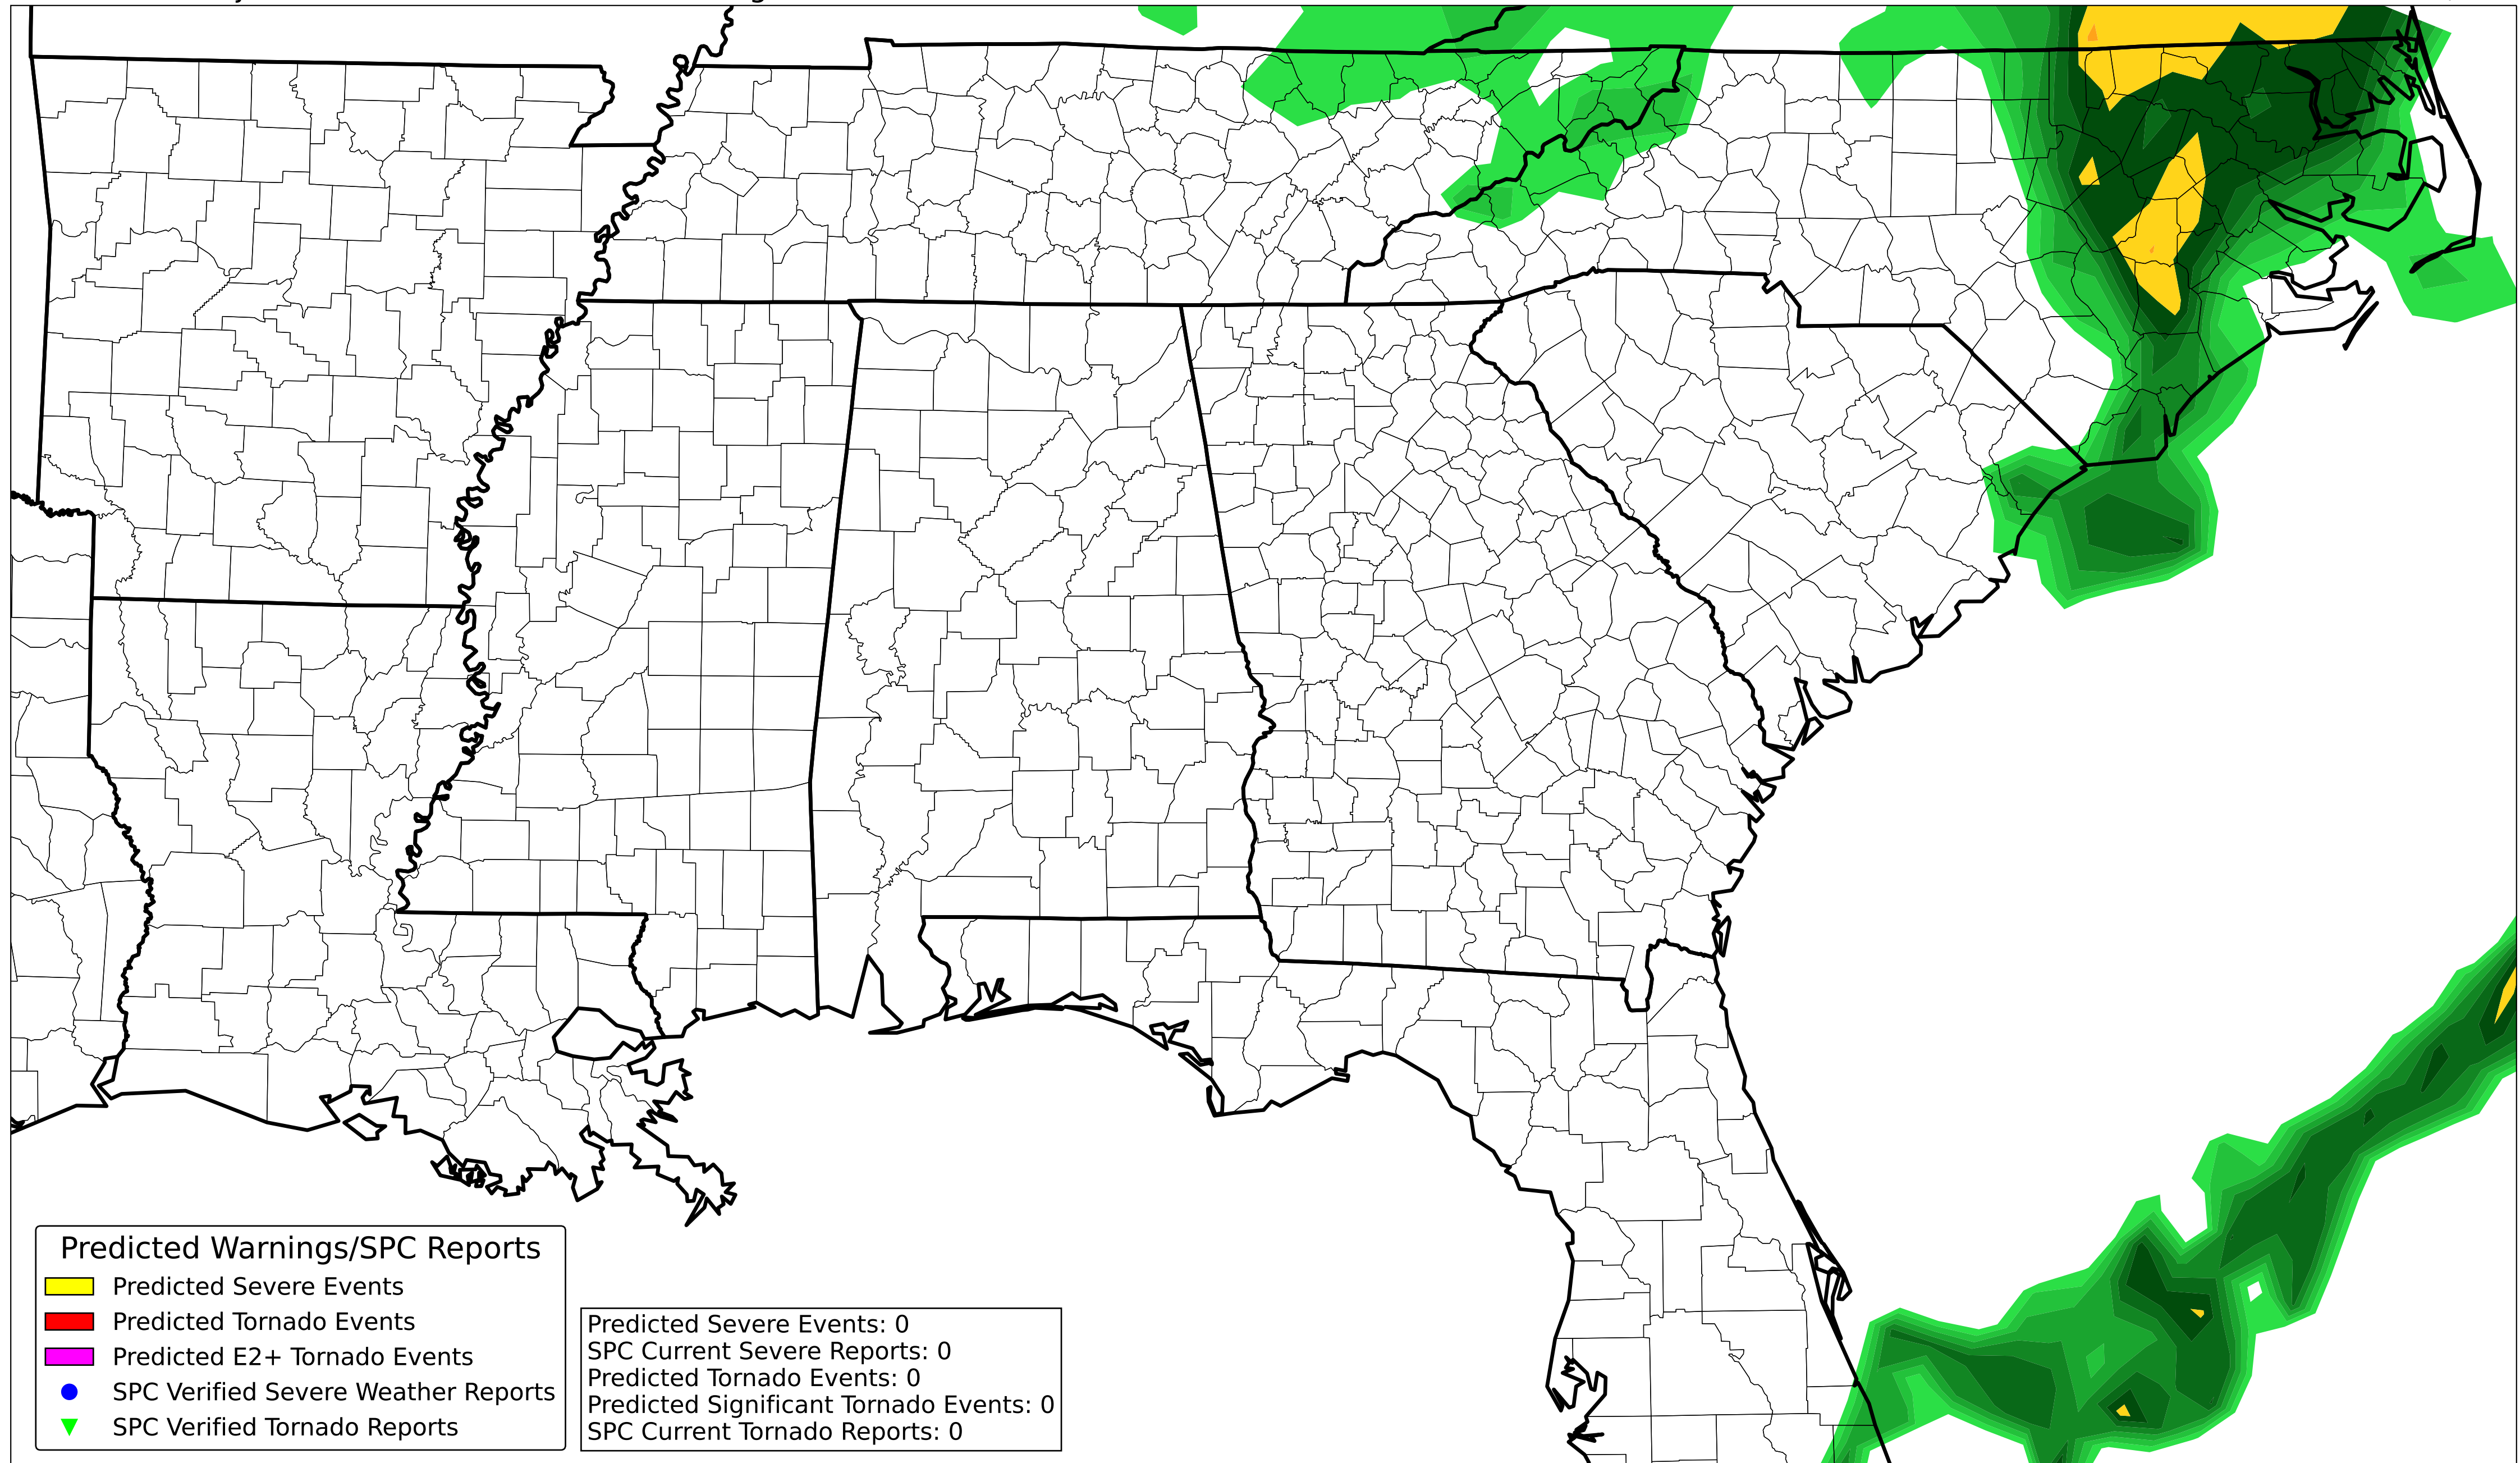 Predicted Warnings/SPC Reports
Predicted Severe Events
Predicted Tornado Events
Predicted E2+ Tornado Events
SPC Verified Severe Weather Reports
SPC Verified Tornado Reports
Predicted Severe Events: 0
SPC Current Severe Reports: 0
Predicted Tornado Events: 0
Predicted Significant Tornado Events: 0
SPC Current Tornado Reports: 0